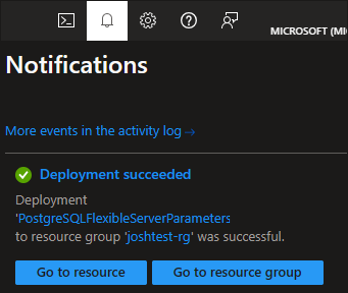 MICROSOFT (MI
Notifications
More events in the activity log →
Deployment succeeded
Deployment
'PostgreSQLFlexibleServerParameters
to resource group 'joshtest-rg' was successful.
Go to resource
Go to resource group